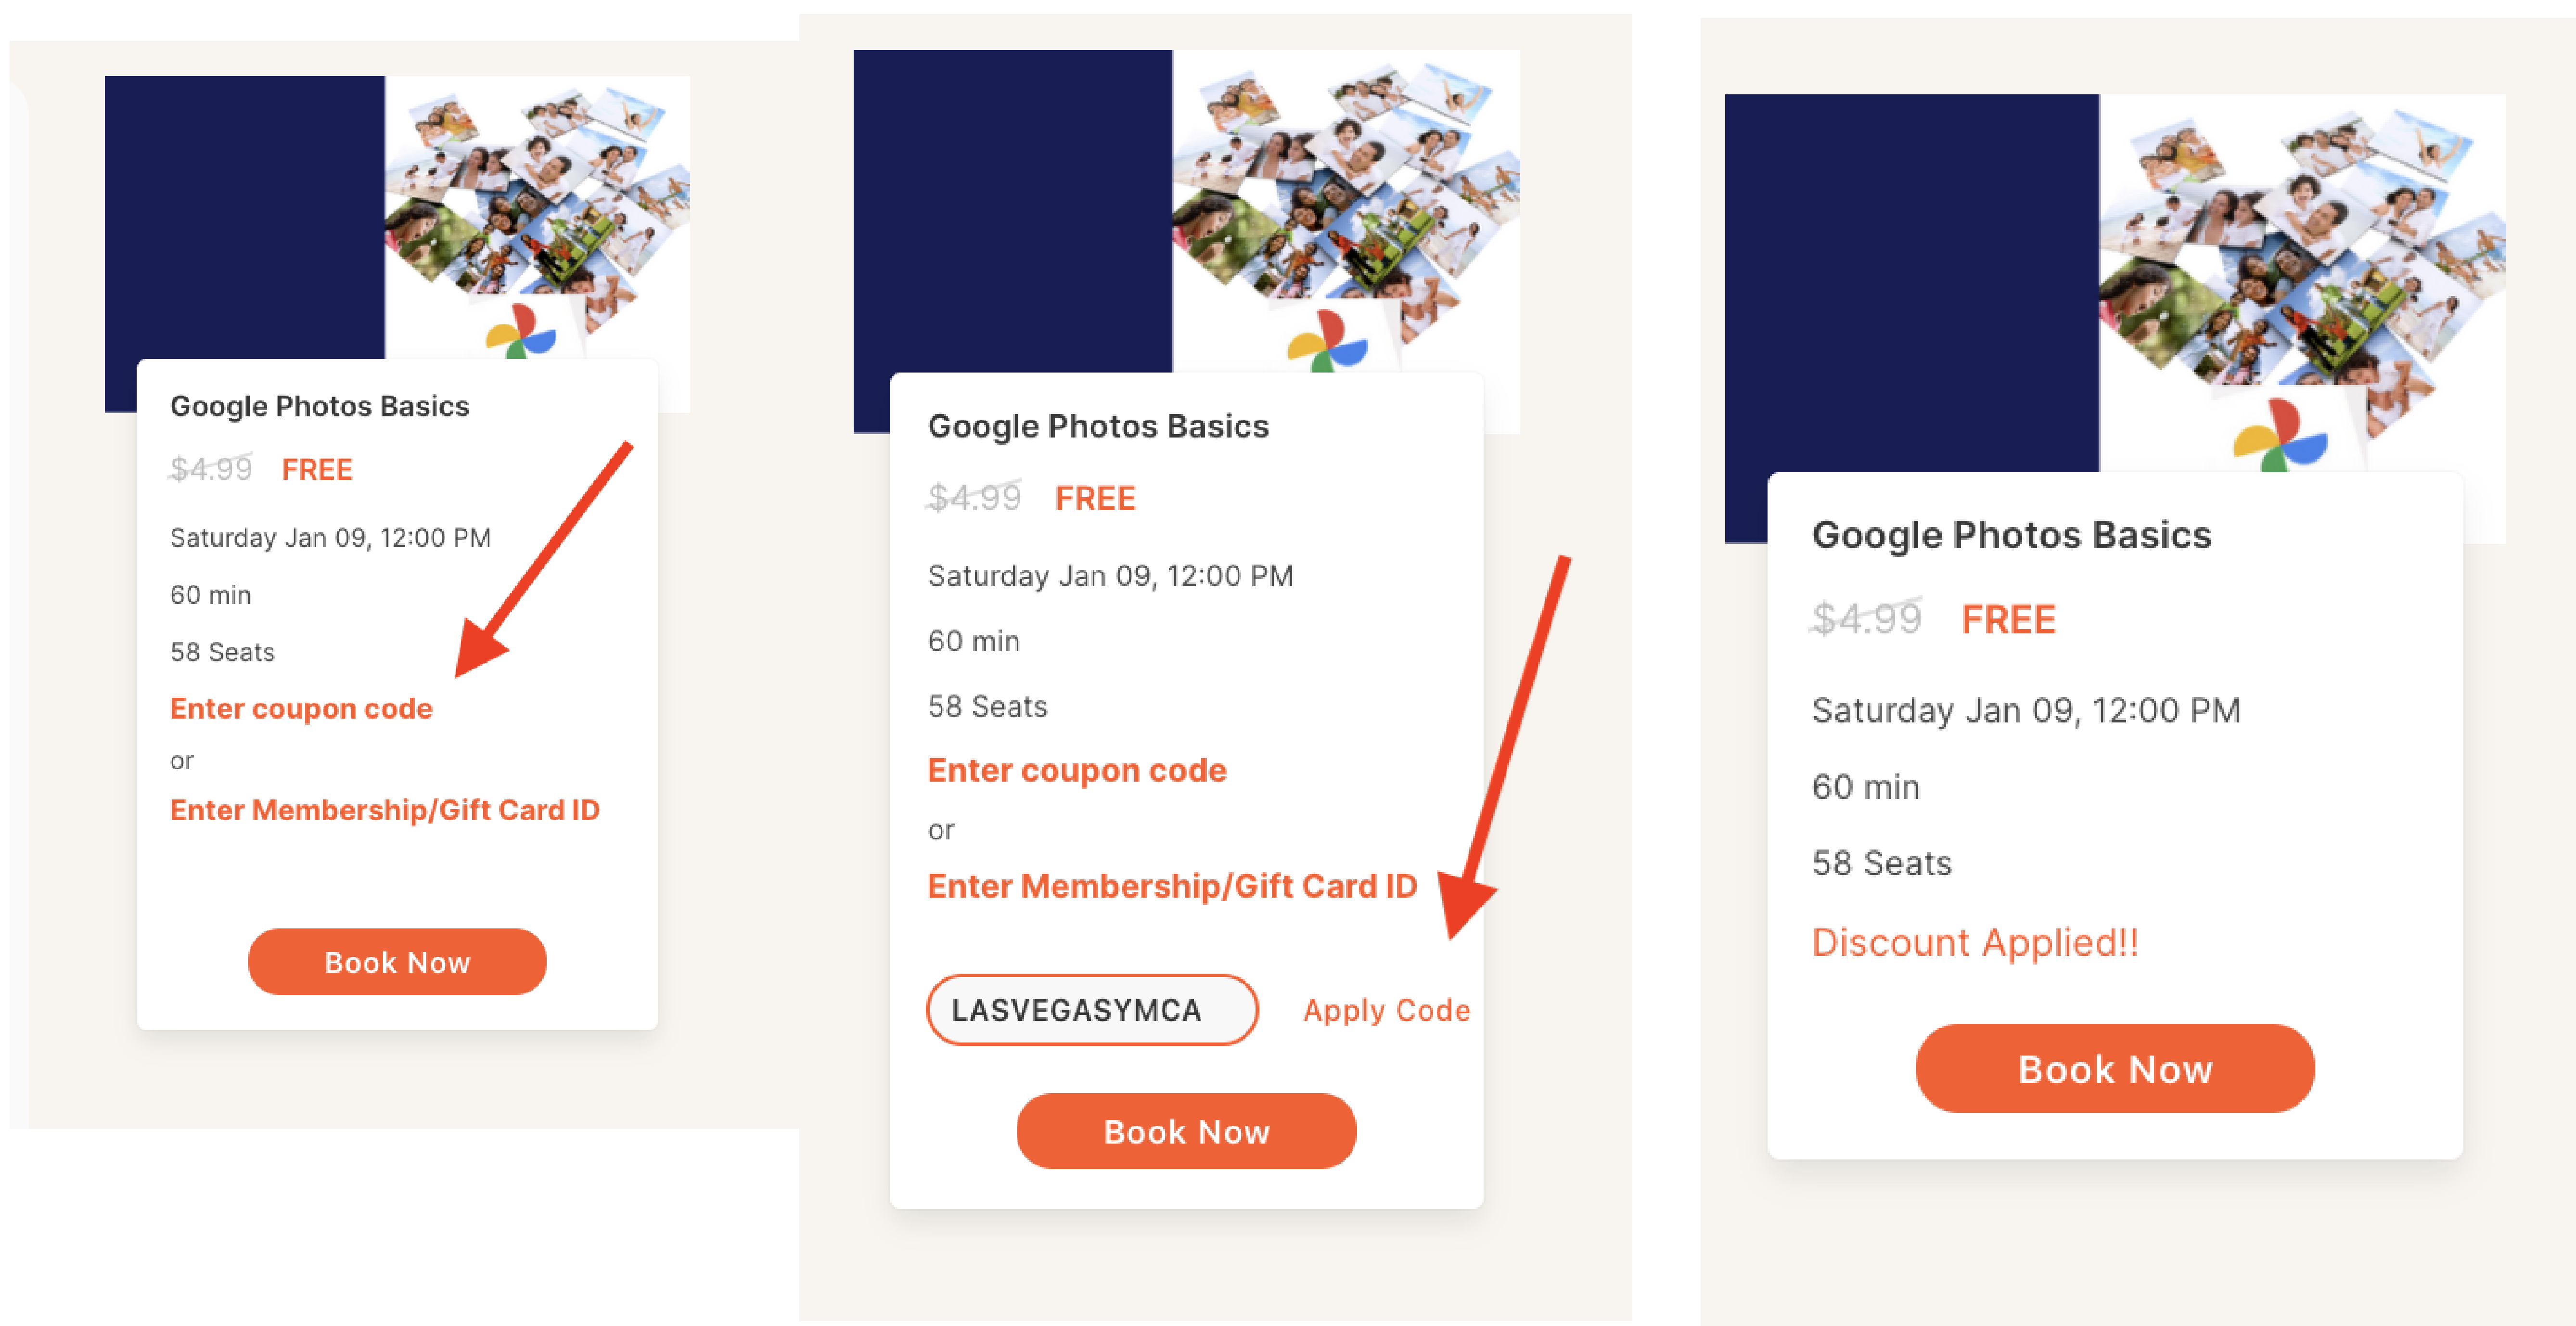 Google Photos Basics
$4.99 FREE
Saturday Jan 09, 12:00 PM
60 min
58 Seats
Enter coupon code
or
Enter Membership/Gift Card ID
Book Now
Google Photos Basics
$4.99 FREE
Saturday Jan 09, 12:00 PM
60 min
58 Seats
Enter coupon code
or
Enter Membership/Gift Card ID
LASVEGASYMCA Apply Code
Book Now
Google Photos Basics
$4.99 FREE
Saturday Jan 09, 12:00 PM
60 min
58 Seats
Discount Applied!!
Book Now